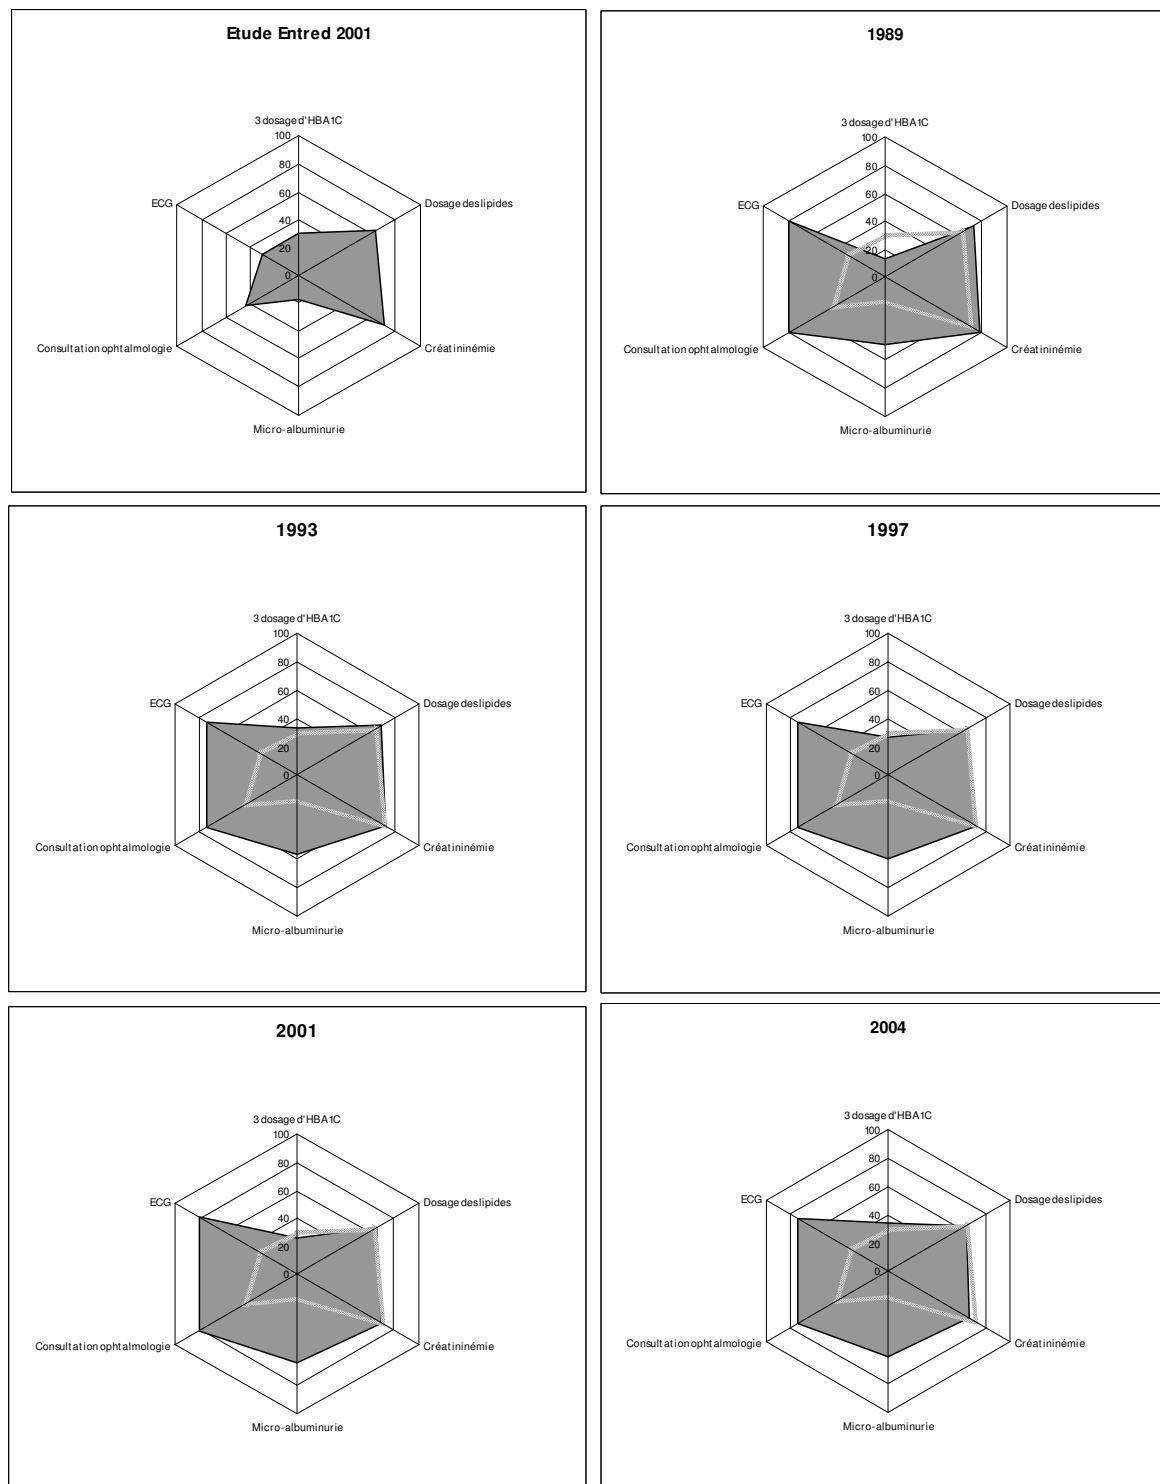 Etude Entred 2001
3 dosage d'HBA1C
100
80
60
40
20
0
ECG
Dosage des lipides
Consultation ophtalmologie
Créatininémie
Micro-albuminurie
1989
3 dosage d'HBA1C
100
80
60
40
20
0
ECG
Dosage des lipides
Consultation ophtalmologie
Créatininémie
Micro-albuminurie
1993
3 dosage d'HBA1C
100
80
60
40
20
0
ECG
Dosage des lipides
Consultation ophtalmologie
Créatininémie
Micro-albuminurie
1997
3 dosage d'HBA1C
100
80
60
40
20
0
ECG
Dosage des lipides
Consultation ophtalmologie
Créatininémie
Micro-albuminurie
2001
3 dosage d'HBA1C
100
80
60
40
20
0
ECG
Dosage des lipides
Consultation ophtalmologie
Créatininémie
Micro-albuminurie
2004
3 dosage d'HBA1C
100
80
60
40
20
0
ECG
Dosage des lipides
Consultation ophtalmologie
Créatininémie
Micro-albuminurie